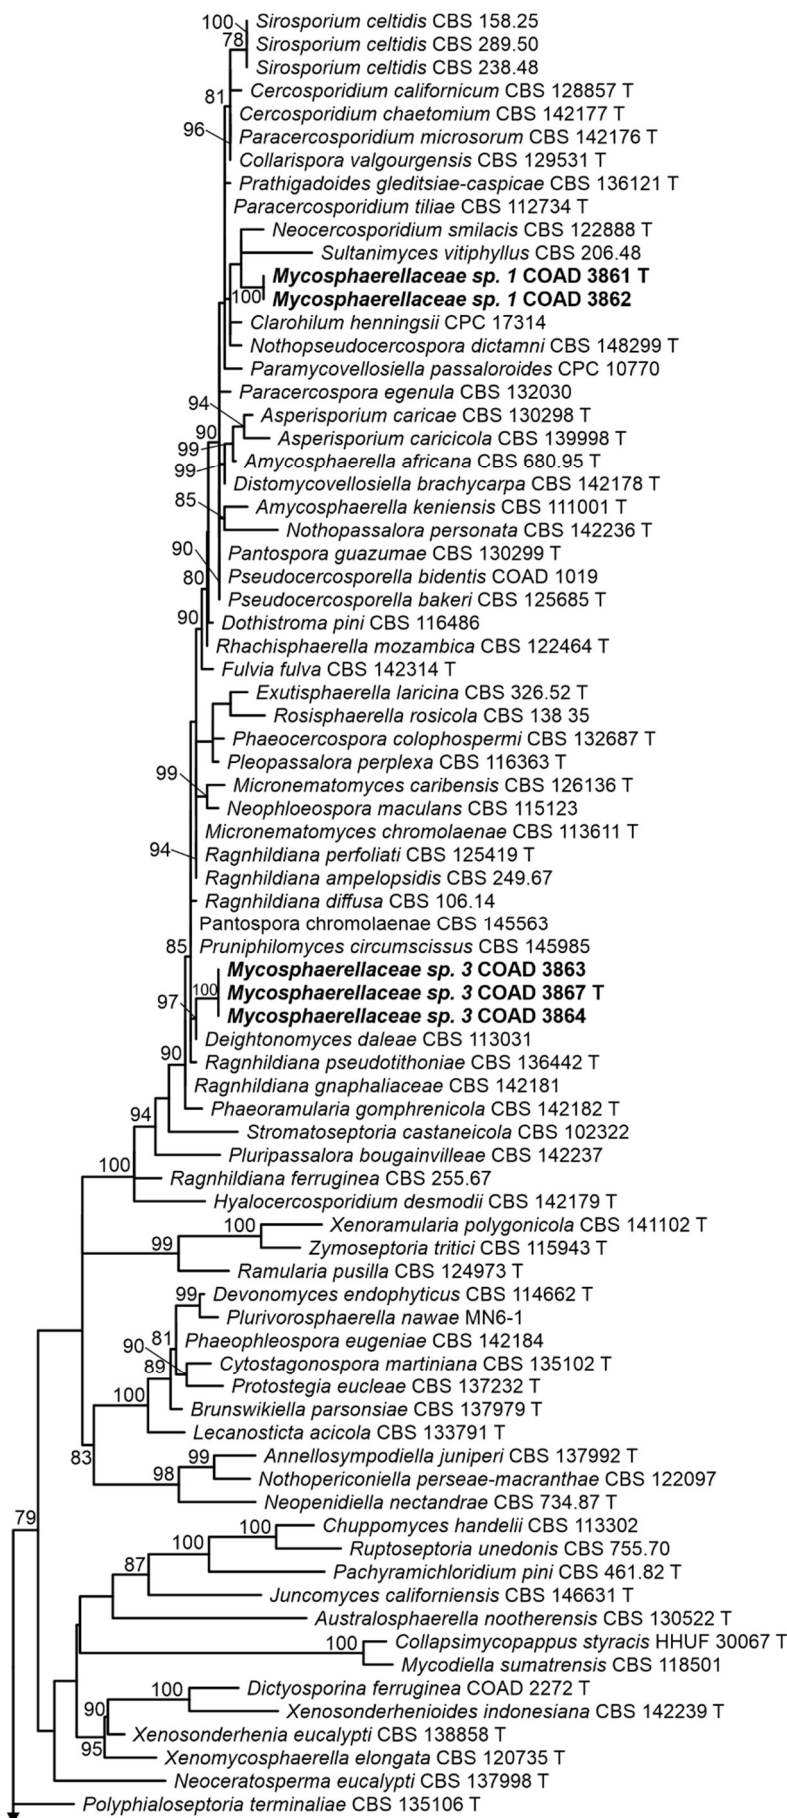 100 Sirosporium celtidis CBS 158.25
78 Sirosporium celtidis CBS 289.50
Sirosporium celtidis CBS 238.48
Cercosporidium californicum CBS 128857 T
81 Cercosporidium chaetomium CBS 142177 T
96 Paracercosporidium microsorum CBS 142176 T
Collarispora valgourgensis CBS 129531 T
Prathigadoides gleditsiae-caspicae CBS 136121 T
Paracercosporidium tiliae CBS 112734 T
Neocercosporidium smilacis CBS 122888 T
Sultanimyces vitiphyllus CBS 206.48
Mycosphaerellaceae sp. 1 COAD 3861 T
100 Mycosphaerellaceae sp. 1 COAD 3862
Clarohilum henningsii CPC 17314
Nothopseudocercospora dictamni CBS 148299 T
Paramycovellosiella passaloroides CPC 10770
Paracercospora egenula CBS 132030
94 Asperisporium caricae CBS 130298 T
90 Asperisporium caricicola CBS 139998 T
99 Amycosphaerella africana CBS 680.95 T
99 Distomycovellosiella brachycarpa CBS 142178 T
85 Amycosphaerella keniensis CBS 111001 T
Nothopassalora personata CBS 142236 T
90 Pantospora guazumae CBS 130299 T
80 Pseudocercosporella bidentis COAD 1019
Pseudocercosporella bakeri CBS 125685 T
90 Dothistroma pini CBS 116486
Rhachisphaerella mozambica CBS 122464 T
Fulvia fulva CBS 142314 T
Exutisphaerella laricina CBS 326.52 T
Rosisphaerella rosicola CBS 138 35
Phaeocercospora colophospermi CBS 132687 T
Pleopassalora perplexa CBS 116363 T
99 Micronematomyces caribensis CBS 126136 T
Neophloeospora maculans CBS 115123
Micronematomyces chromolaenae CBS 113611 T
94 Ragnhildiana perfoliati CBS 125419 T
Ragnhildiana ampelopsidis CBS 249.67
Ragnhildiana diffusa CBS 106.14
Pantospora chromolaenae CBS 145563
85 Pruniphilomyces circumscissus CBS 145985
Mycosphaerellaceae sp. 3 COAD 3863
97 100 Mycosphaerellaceae sp. 3 COAD 3867 T
Mycosphaerellaceae sp. 3 COAD 3864
Deightonomyces daleae CBS 113031
90 Ragnhildiana pseudotithoniae CBS 136442 T
Ragnhildiana gnaphaliaceae CBS 142181
Phaeoramularia gomphrenicola CBS 142182 T
94 Stromatoseptoria castaneicola CBS 102322
Pluripassalora bougainvilleae CBS 142237
100 Ragnhildiana ferruginea CBS 255.67
Hyalocercosporidium desmodii CBS 142179 T
100 Xenoramularia polygonicola CBS 141102 T
99 Zymoseptoria tritici CBS 115943 T
Ramularia pusilla CBS 124973 T
99 Devonomyces endophyticus CBS 114662 T
Plurivorosphaerella nawae MN6-1
81 Phaeophleospora eugeniae CBS 142184
90 89 Cytostagonospora martiniana CBS 135102 T
Protostegia eucleae CBS 137232 T
100 Brunswikiella parsonsiae CBS 137979 T
Lecanosticta acicola CBS 133791 T
83 99 Annellosympodiella juniperi CBS 137992 T
98 Nothopericoniella perseae-macranthae CBS 122097
Neopenidiella nectandrae CBS 734.87 T
79 100 Chuppomyces handelii CBS 113302
100 Ruptoseptoria unedonis CBS 755.70
87 Pachyramichloridium pini CBS 461.82 T
Juncomyces californiensis CBS 146631 T
Australosphaerella nootherensis CBS 130522 T
100 Collapsimycopappus styracis HHUF 30067 T
Mycodiella sumatrensis CBS 118501
100 Dictyosporina ferruginea COAD 2272 T
90 Xenosonderhenioides indonesiana CBS 142239 T
Xenosonderhenia eucalypti CBS 138858 T
95 Xenomycosphaerella elongata CBS 120735 T
Neoceratosperma eucalypti CBS 137998 T
Polyphialoseptoria terminaliae CBS 135106 T